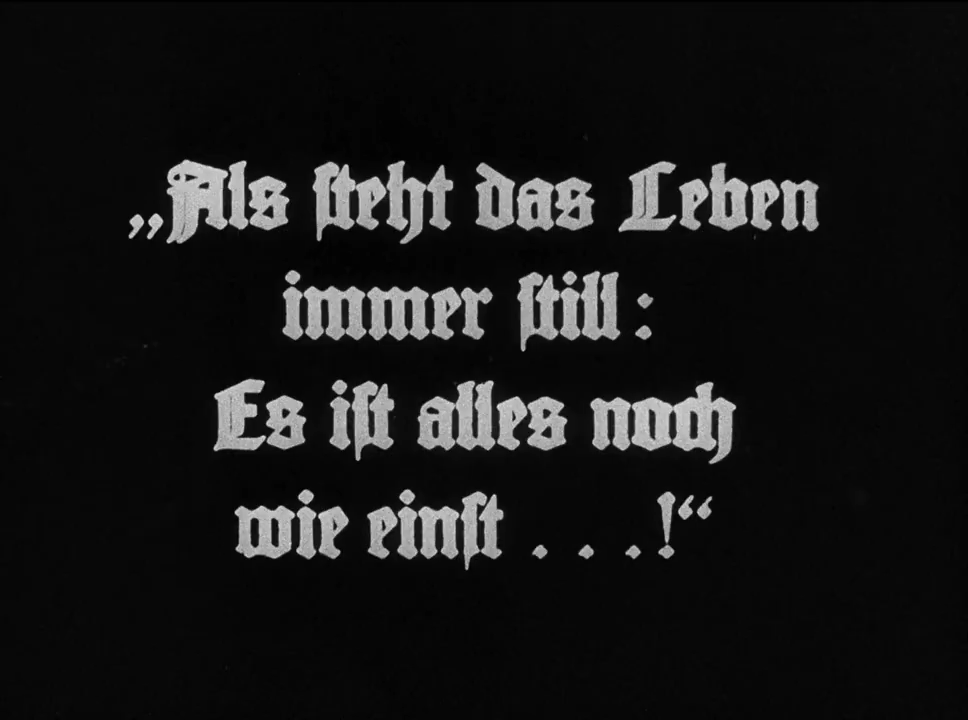 „Als steht das Leben
immer still:
Es ist alles noch
wie einst . . .!“